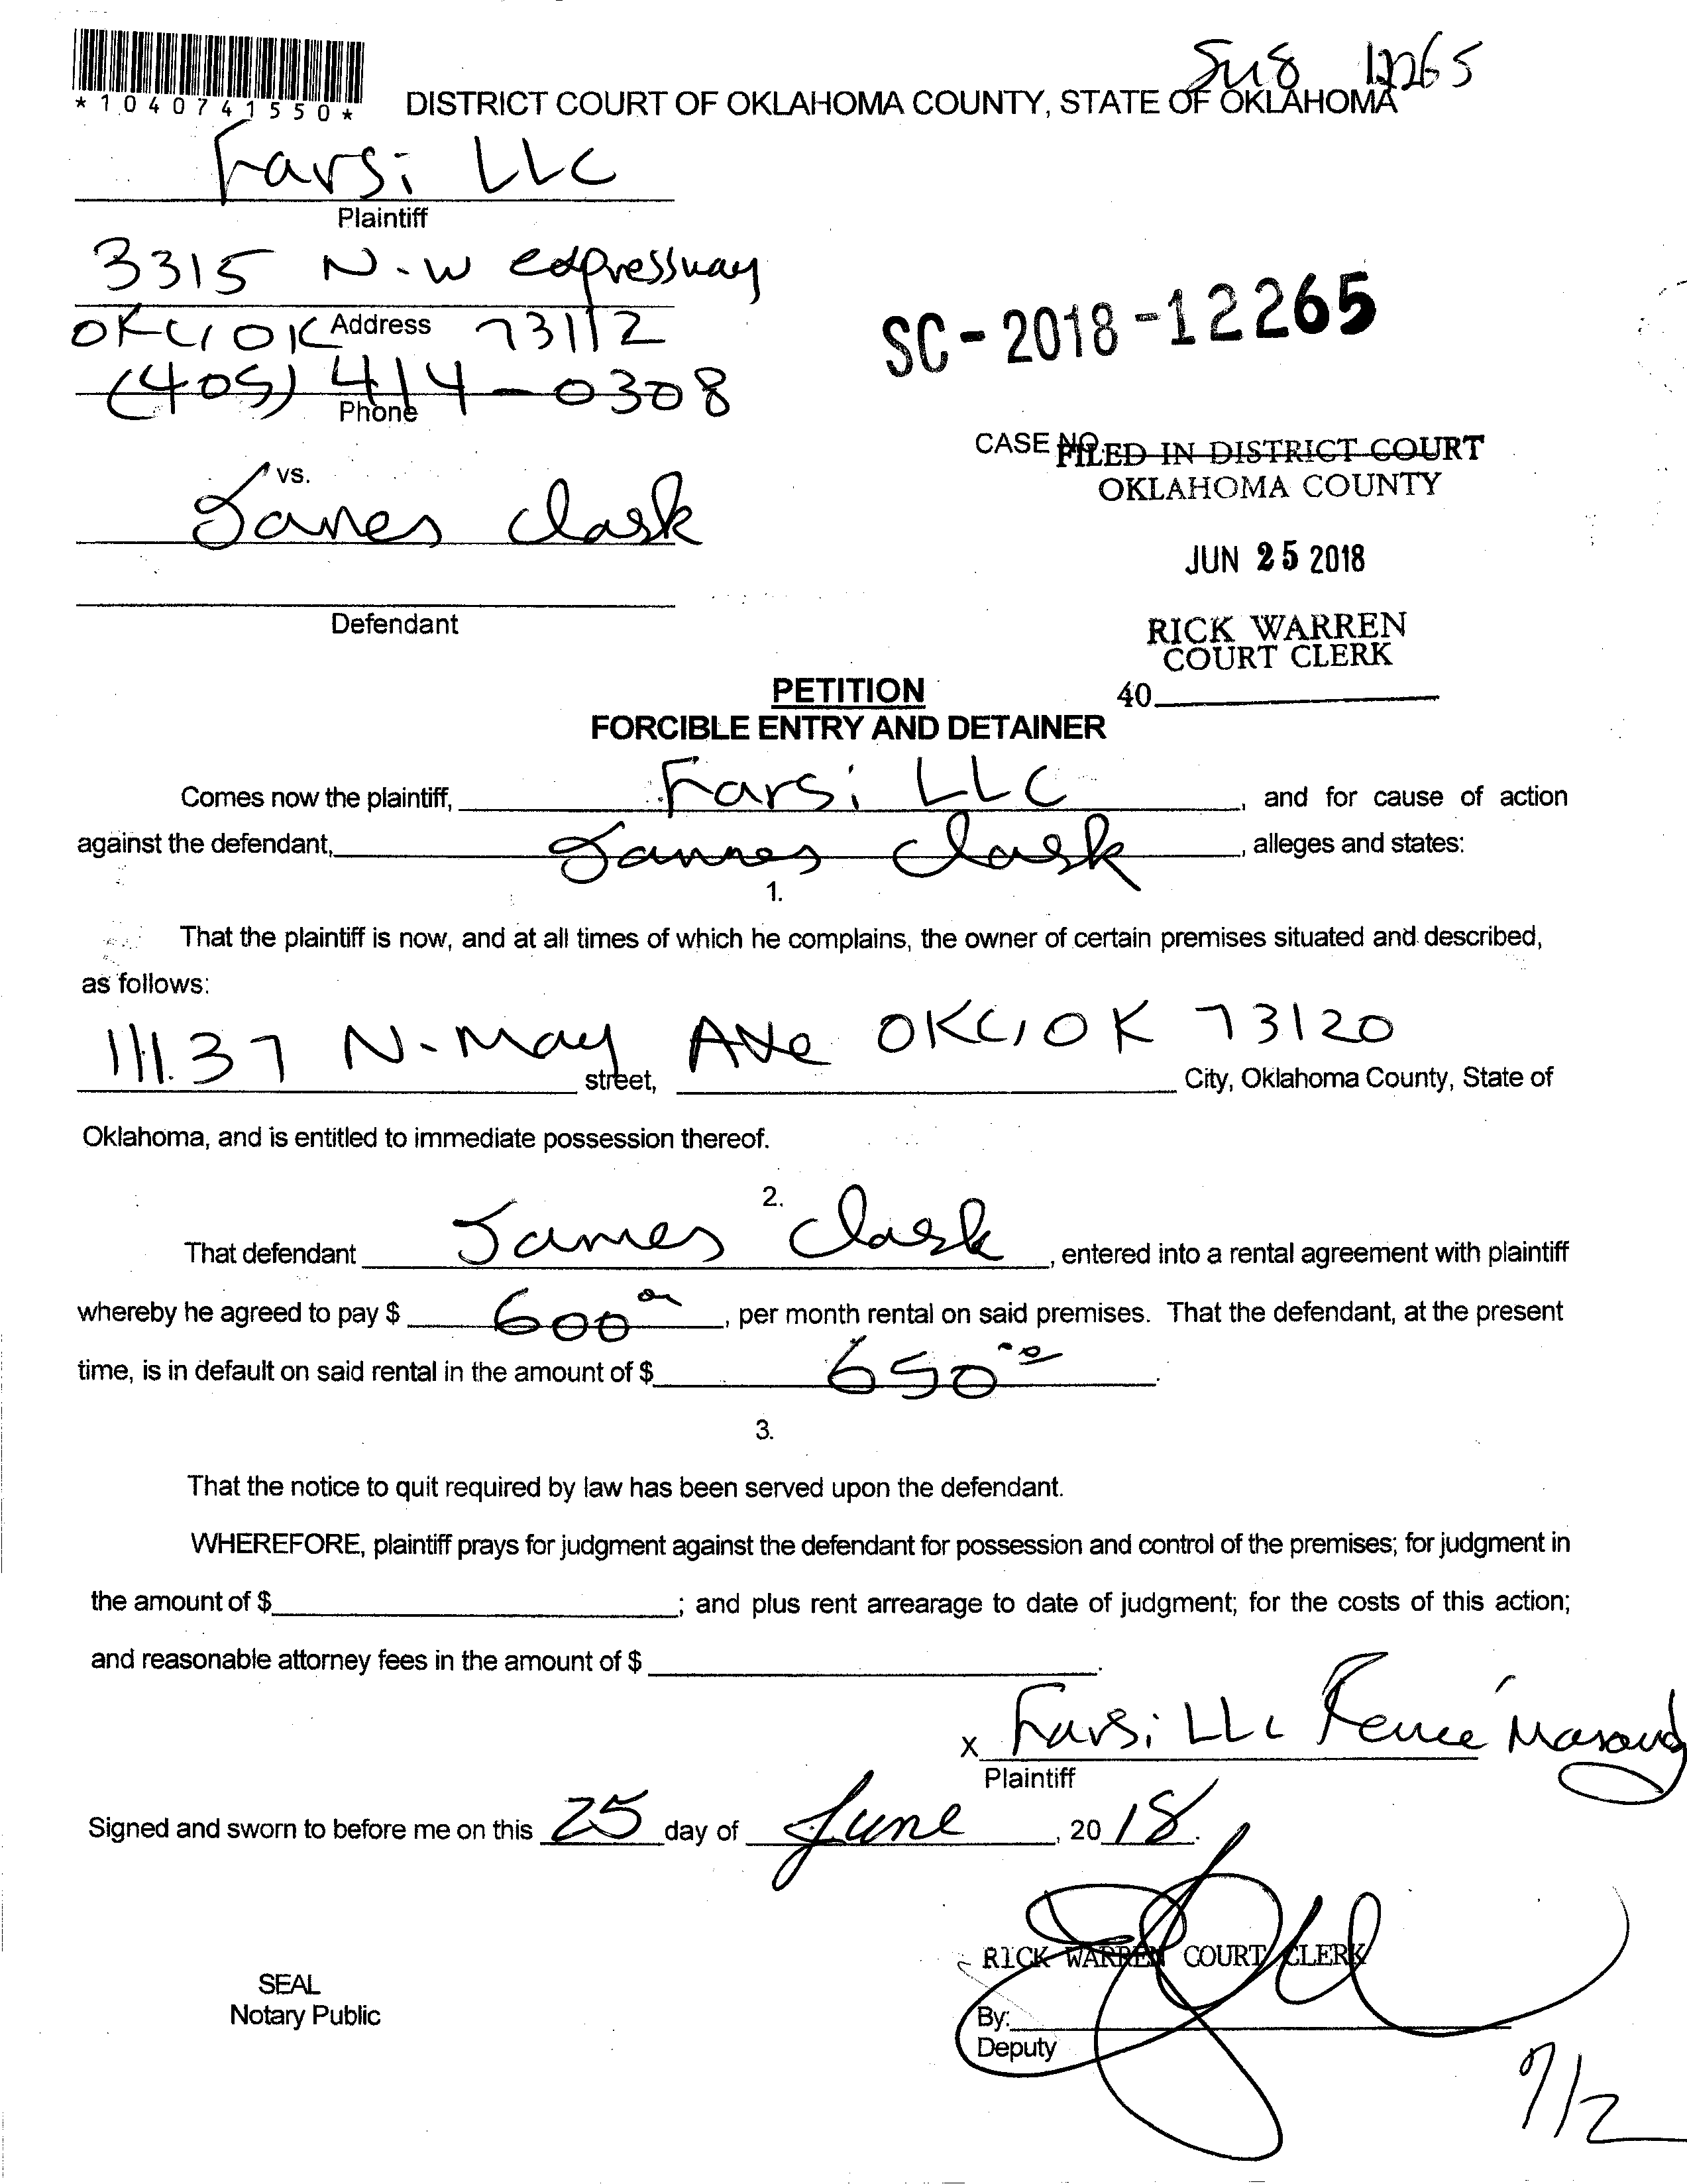 12265
*1040741550*
DISTRICT COURT OF OKLAHOMA COUNTY, STATE OF OKLAHOMA
Farsi LLC
Plaintiff
3315 N-W expressway
Address
OKC, OK 73112
(405) 414-0308
Phone
SC-2018-12265
CASE NO.
FILED IN DISTRICT COURT
OKLAHOMA COUNTY
vs.
James Clark
JUN 25 2018
Defendant
RICK WARREN
COURT CLERK
40
PETITION
FORCIBLE ENTRY AND DETAINER
Comes now the plaintiff, Farsi LLC, and for cause of action
against the defendant, James Clark, alleges and states:
1.
That the plaintiff is now, and at all times of which he complains, the owner of certain premises situated and described,
as follows:
11137 N-May Ave OKC, OK 73120
street, City, Oklahoma County, State of
Oklahoma, and is entitled to immediate possession thereof.
2.
That defendant James Clark, entered into a rental agreement with plaintiff
whereby he agreed to pay $ 600 00, per month rental on said premises. That the defendant, at the present
time, is in default on said rental in the amount of $ 650 00.
3.
That the notice to quit required by law has been served upon the defendant.
WHEREFORE, plaintiff prays for judgment against the defendant for possession and control of the premises; for judgment in
the amount of $ ; and plus rent arrearage to date of judgment; for the costs of this action;
and reasonable attorney fees in the amount of $ .
X Farsi LLC Renee Masoud
Plaintiff
Signed and sworn to before me on this 25 day of June, 2018.
RICK WARREN COURT CLERK
SEAL
Notary Public
By:
Deputy
7/2